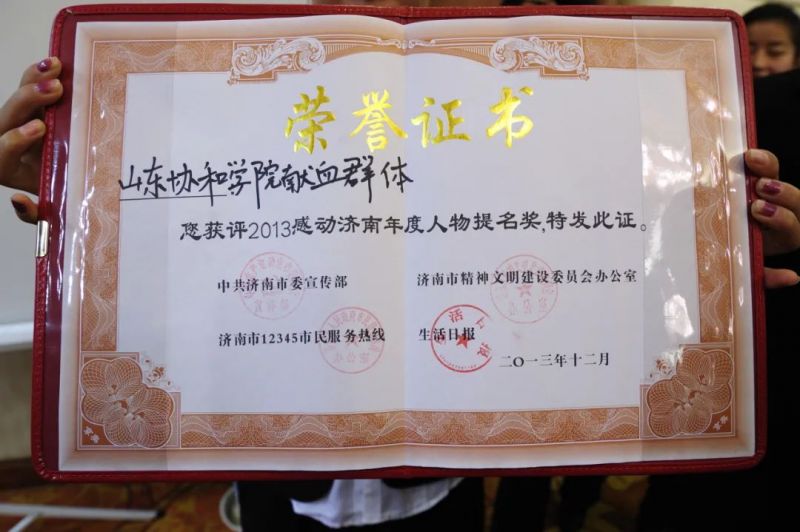 荣誉证书
山东协和学院献血群体
您获评2013感动济南年度人物提名奖,特发此证。
中共济南市委宣传部
济南市精神文明建设委员会办公室
济南市12345市民服务热线
生活日报
二〇一三年十二月